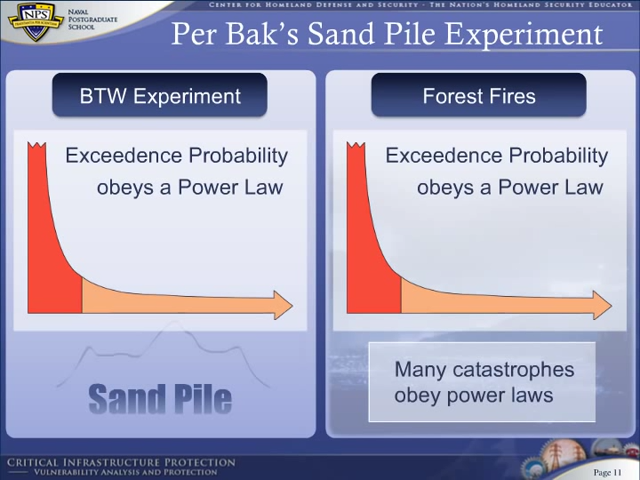 CENTER FOR HOMELAND DEFENSE AND SECURITY · THE NATION'S HOMELAND SECURITY EDUCATOR
NPS
NAVAL
POSTGRADUATE
SCHOOL
Per Bak's Sand Pile Experiment
BTW Experiment
Exceedence Probability
obeys a Power Law
Sand Pile
Forest Fires
Exceedence Probability
obeys a Power Law
Many catastrophes
obey power laws
CRITICAL INFRASTRUCTURE PROTECTION
VULNERABILITY ANALYSIS AND PROTECTION
Page 11